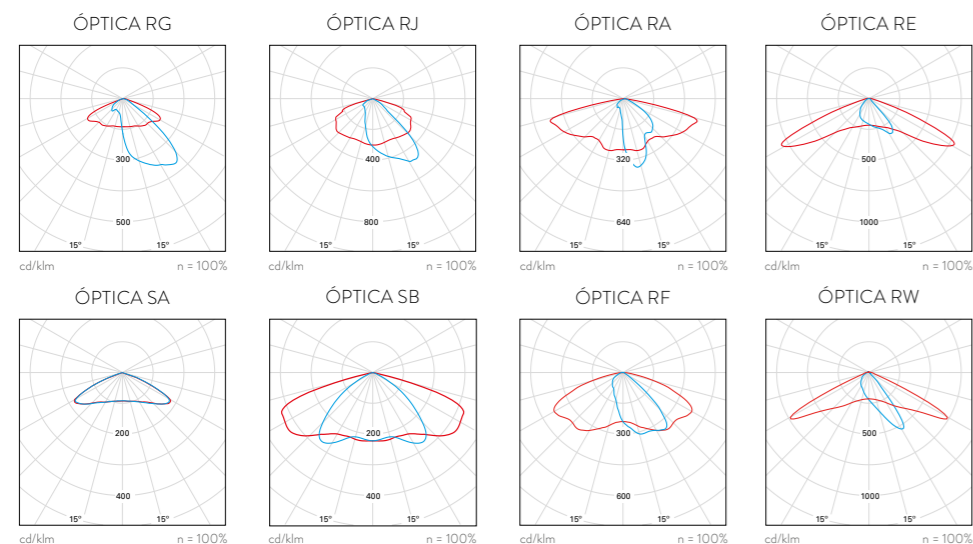 ÓPTICA RG
300
500
15° 15°
cd/klm n = 100%
ÓPTICA RJ
400
800
15° 15°
cd/klm n = 100%
ÓPTICA RA
320
640
15° 15°
cd/klm n = 100%
ÓPTICA RE
500
1000
15° 15°
cd/klm n = 100%
ÓPTICA SA
200
400
15° 15°
cd/klm n = 100%
ÓPTICA SB
200
400
15° 15°
cd/klm n = 100%
ÓPTICA RF
300
600
15° 15°
cd/klm n = 100%
ÓPTICA RW
500
1000
15° 15°
cd/klm n = 100%